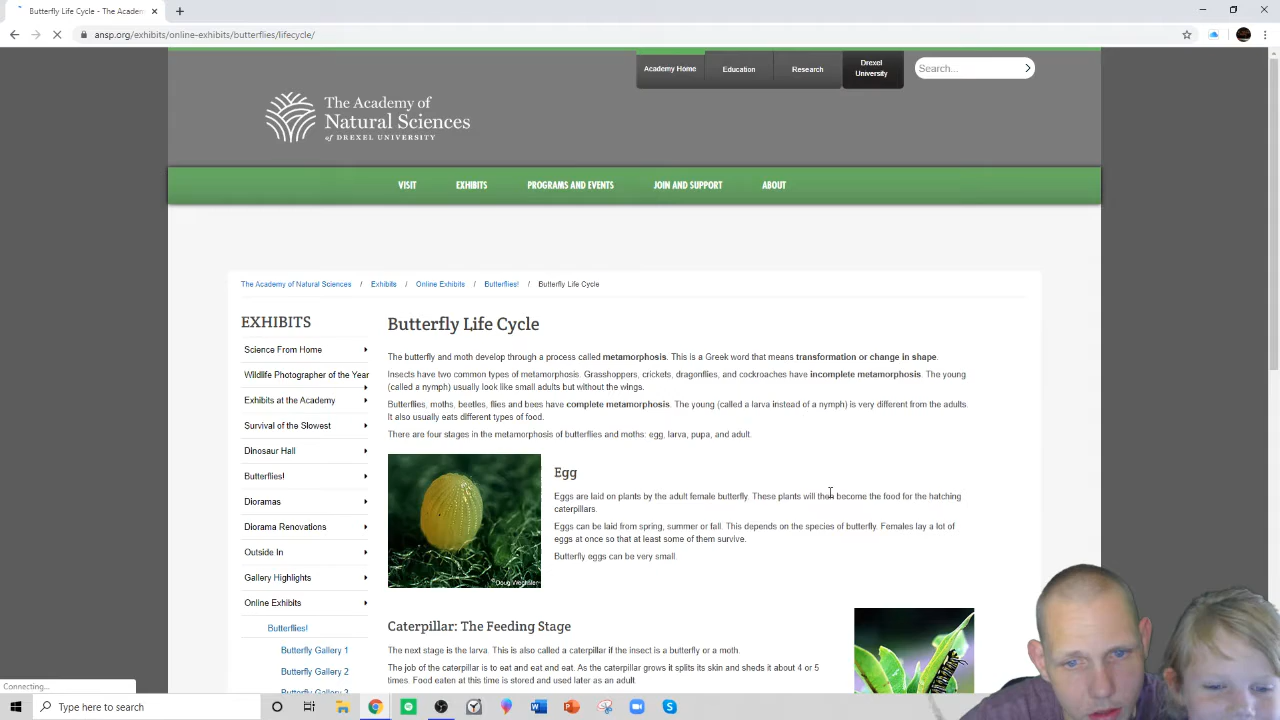 Butterfly Life Cycle - The Academ
ansp.org/exhibits/online-exhibits/butterflies/lifecycle/
Academy Home
Education
Research
Drexel
University
Search...
The Academy of
Natural Sciences
of DREXEL UNIVERSITY
VISIT
EXHIBITS
PROGRAMS AND EVENTS
JOIN AND SUPPORT
ABOUT
The Academy of Natural Sciences / Exhibits / Online Exhibits / Butterflies! / Butterfly Life Cycle
EXHIBITS
Science From Home
Wildlife Photographer of the Year
Exhibits at the Academy
Survival of the Slowest
Dinosaur Hall
Butterflies!
Dioramas
Diorama Renovations
Outside In
Gallery Highlights
Online Exhibits
Butterflies!
Butterfly Gallery 1
Butterfly Gallery 2
Butterfly Gallery 3
Butterfly Life Cycle
The butterfly and moth develop through a process called metamorphosis. This is a Greek word that means transformation or change in shape.
Insects have two common types of metamorphosis. Grasshoppers, crickets, dragonflies, and cockroaches have incomplete metamorphosis. The young
(called a nymph) usually look like small adults but without the wings.
Butterflies, moths, beetles, flies and bees have complete metamorphosis. The young (called a larva instead of a nymph) is very different from the adults.
It also usually eats different types of food.
There are four stages in the metamorphosis of butterflies and moths: egg, larva, pupa, and adult.
©Doug Wechsler
Egg
Eggs are laid on plants by the adult female butterfly. These plants will then become the food for the hatching
caterpillars.
Eggs can be laid from spring, summer or fall. This depends on the species of butterfly. Females lay a lot of
eggs at once so that at least some of them survive.
Butterfly eggs can be very small.
Caterpillar: The Feeding Stage
The next stage is the larva. This is also called a caterpillar if the insect is a butterfly or a moth.
The job of the caterpillar is to eat and eat and eat. As the caterpillar grows it splits its skin and sheds it about 4 or 5
times. Food eaten at this time is stored and used later as an adult.
Connecting...
Type here to search